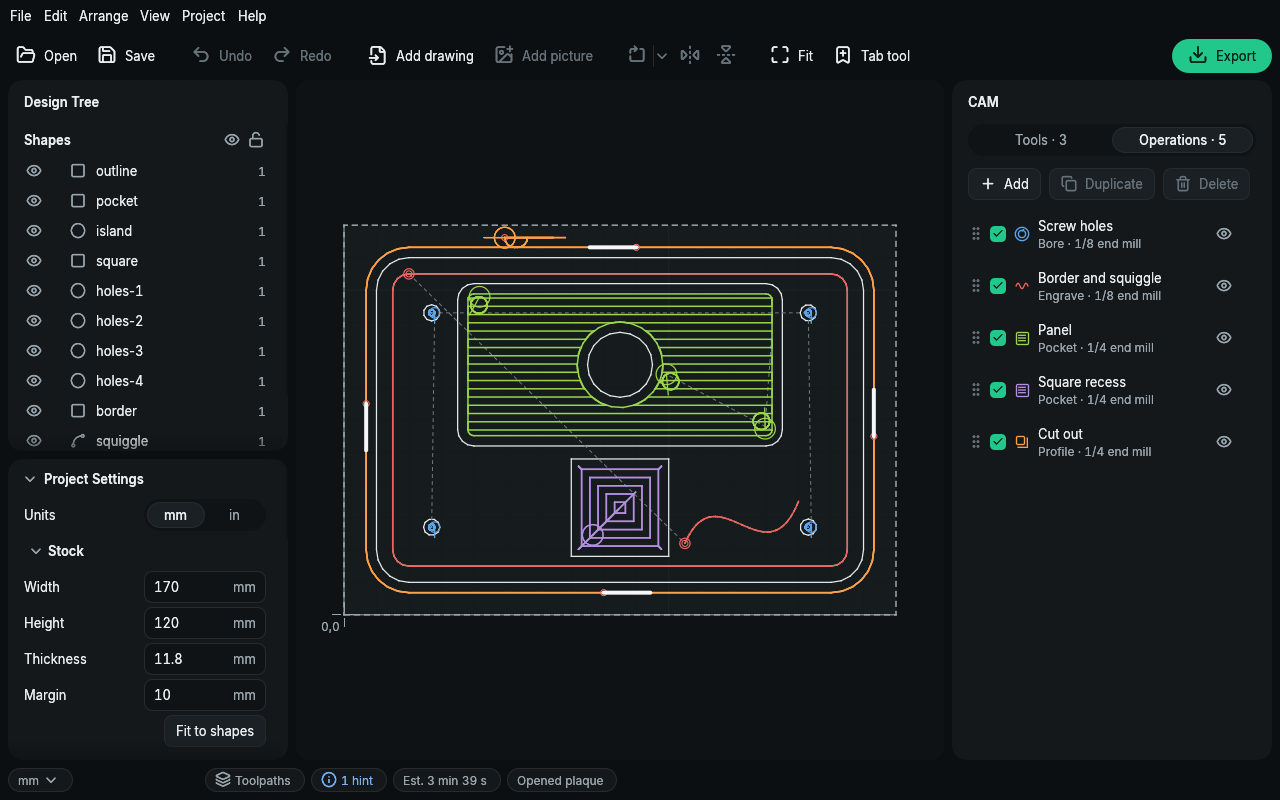 File Edit Arrange View Project Help
Open Save Undo Redo Add drawing Add picture Fit Tab tool Export
Design Tree
Shapes
outline 1
pocket 1
island 1
square 1
holes-1 1
holes-2 1
holes-3 1
holes-4 1
border 1
squiggle 1
Project Settings
Units mm in
Stock
Width 170 mm
Height 120 mm
Thickness 11.8 mm
Margin 10 mm
Fit to shapes
0,0
CAM
Tools · 3 Operations · 5
Add Duplicate Delete
Screw holes
Bore · 1/8 end mill
Border and squiggle
Engrave · 1/8 end mill
Panel
Pocket · 1/4 end mill
Square recess
Pocket · 1/4 end mill
Cut out
Profile · 1/4 end mill
mm Toolpaths 1 hint Est. 3 min 39 s Opened plaque